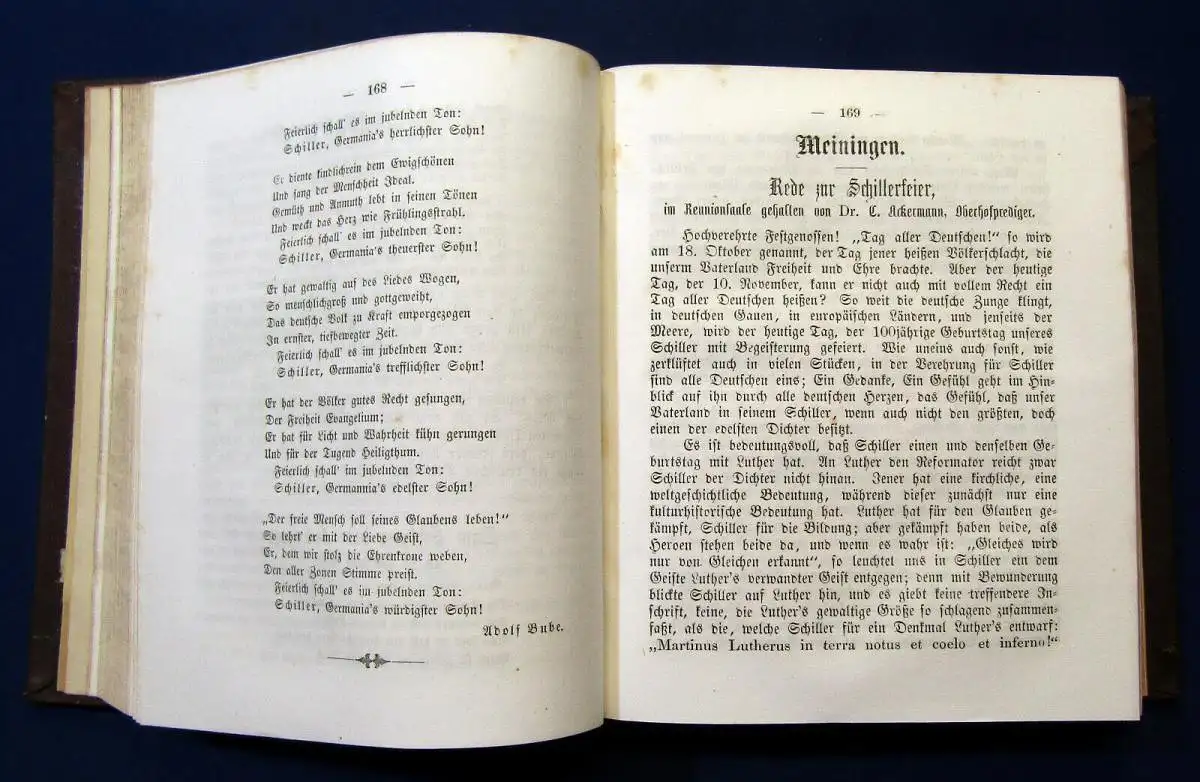 — 168 —
Feierlich schall' es im jubelnden Ton:
Schiller, Germania's herrlichster Sohn!
Er diente kindlichrein dem Ewigschönen
Und sang der Menschheit Ideal.
Gemüth und Anmuth lebt in seinen Tönen
Und weckt das Herz wie Frühlingsstrahl.
Feierlich schall' es im jubelnden Ton:
Schiller, Germania's theuerster Sohn!
Er hat gewaltig auf des Liedes Wogen,
So menschlichgroß und gottgeweiht,
Das deutsche Volk zu Kraft emporgezogen
In ernster, tiefbewegter Zeit.
Feierlich schall' es im jubelnden Ton:
Schiller, Germania's trefflichster Sohn!
Er hat der Völker gutes Recht gesungen,
Der Freiheit Evangelium;
Er hat für Licht und Wahrheit kühn gerungen
Und für der Tugend Heiligthum.
Feierlich schall' im jubelnden Ton:
Schiller, Germannia's edelster Sohn!
„Der freie Mensch soll seines Glaubens leben!"
So lehrt' er mit der Liebe Geist,
Er, dem wir stolz die Ehrenkrone weben,
Den aller Zonen Stimme preist.
Feierlich schall' es im jubelnden Ton:
Schiller, Germania's würdigster Sohn!
Adolf Bube.
— 169 —
Meiningen.
Rede zur Schillerfeier,
im Reunionsaale gehalten von Dr. C. Ackermann, Oberhofprediger.
Hochverehrte Festgenossen! „Tag aller Deutschen!" so wird
am 18. Oktober genannt, der Tag jener heißen Völkerschlacht, die
unserm Vaterland Freiheit und Ehre brachte. Aber der heutige
Tag, der 10. November, kann er nicht auch mit vollem Recht ein
Tag aller Deutschen heißen? So weit die deutsche Zunge klingt,
in deutschen Gauen, in europäischen Ländern, und jenseits der
Meere, wird der heutige Tag, der 100jährige Geburtstag unseres
Schiller mit Begeisterung gefeiert. Wie uneins auch sonst, wie
zerklüftet auch in vielen Stücken, in der Verehrung für Schiller
sind alle Deutschen eins; Ein Gedanke, Ein Gefühl geht im Hin-
blick auf ihn durch alle deutschen Herzen, das Gefühl, daß unser
Vaterland in seinem Schiller, wenn auch nicht den größten, doch
einen der edelsten Dichter besitzt.
Es ist bedeutungsvoll, daß Schiller einen und denselben Ge-
burtstag mit Luther hat. An Luther den Reformator reicht zwar
Schiller der Dichter nicht hinan. Jener hat eine kirchliche, eine
weltgeschichtliche Bedeutung, während dieser zunächst nur eine
kulturhistorische Bedeutung hat. Luther hat für den Glauben ge-
kämpft, Schiller für die Bildung; aber gekämpft haben beide, als
Heroen stehen beide da, und wenn es wahr ist: „Gleiches wird
nur von Gleichen erkannt", so leuchtet uns in Schiller ein dem
Geiste Luther's verwandter Geist entgegen; denn mit Bewunderung
blickte Schiller auf Luther hin, und es giebt keine treffendere In-
schrift, keine, die Luther's gewaltige Größe so schlagend zusammen-
faßt, als die, welche Schiller für ein Denkmal Luther's entwarf:
„Martinus Lutherus in terra notus et coelo et inferno!"